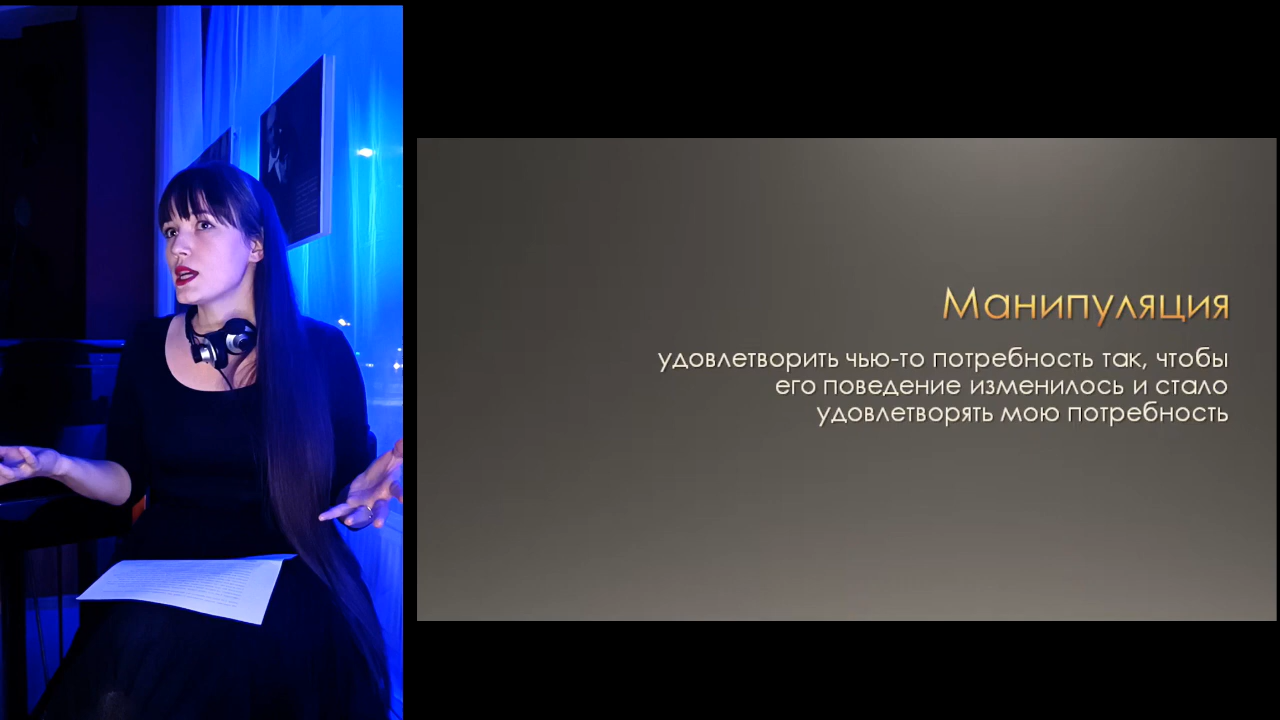 Манипуляция
удовлетворить чью-то потребность так, чтобы
его поведение изменилось и стало
удовлетворять мою потребность